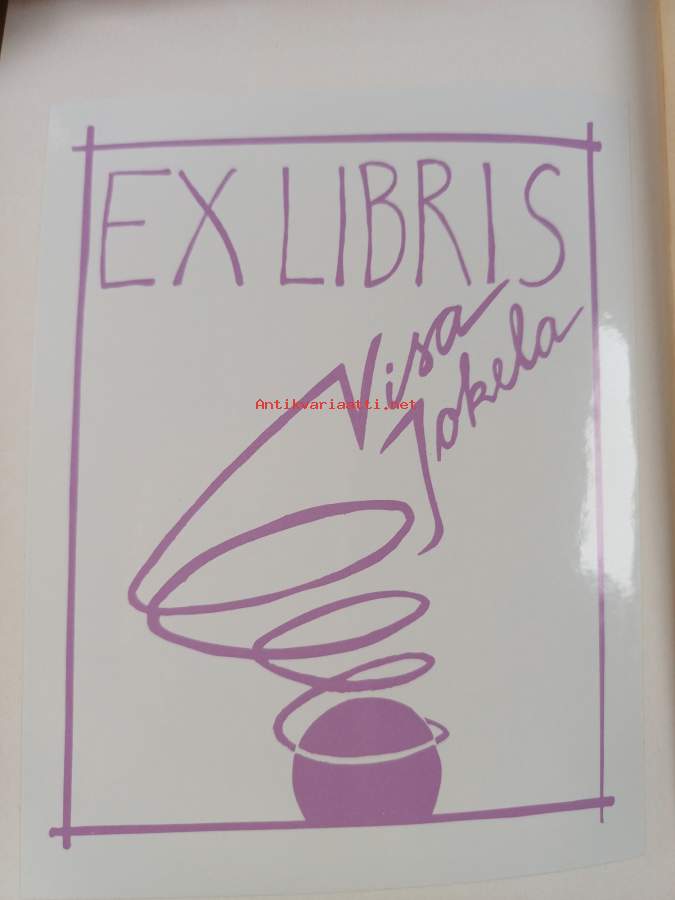 EX LIBRIS
Visa
Jokela
Antikvariaatti.net